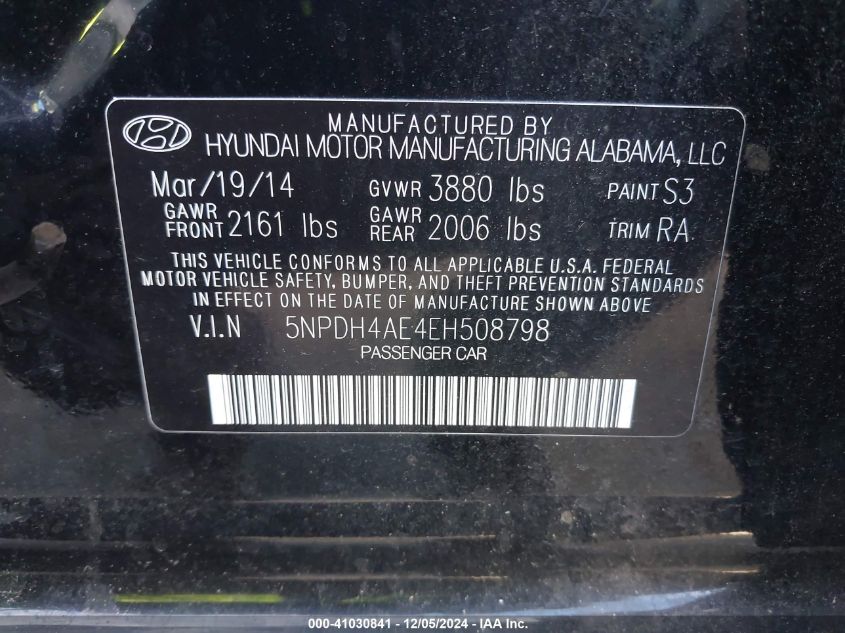 MANUFACTURED BY
HYUNDAI MOTOR MANUFACTURING ALABAMA, LLC
Mar/19/14 GVWR 3880 lbs PAINT S3
GAWR FRONT 2161 lbs GAWR REAR 2006 lbs TRIM RA
THIS VEHICLE CONFORMS TO ALL APPLICABLE U.S.A. FEDERAL
MOTOR VEHICLE SAFETY, BUMPER, AND THEFT PREVENTION STANDARDS
IN EFFECT ON THE DATE OF MANUFACTURE SHOWN ABOVE.
V.I.N 5NPDH4AE4EH508798
PASSENGER CAR
000-41030841 - 12/05/2024 - IAA Inc.